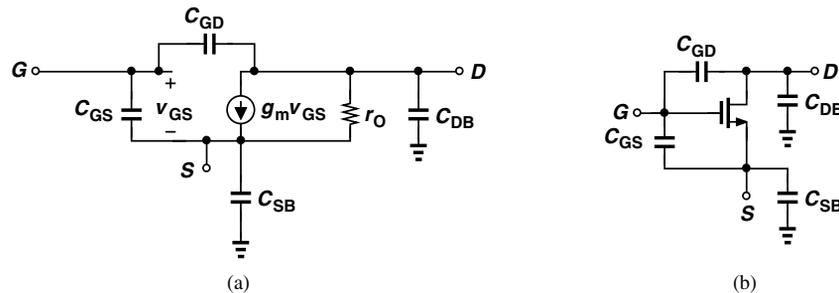 C_GD
G
D
+
C_GS
v_GS
g_m v_GS
r_O
C_DB
−
S
C_SB
(a)
C_GD
D
C_DB
G
C_GS
S
C_SB
(b)